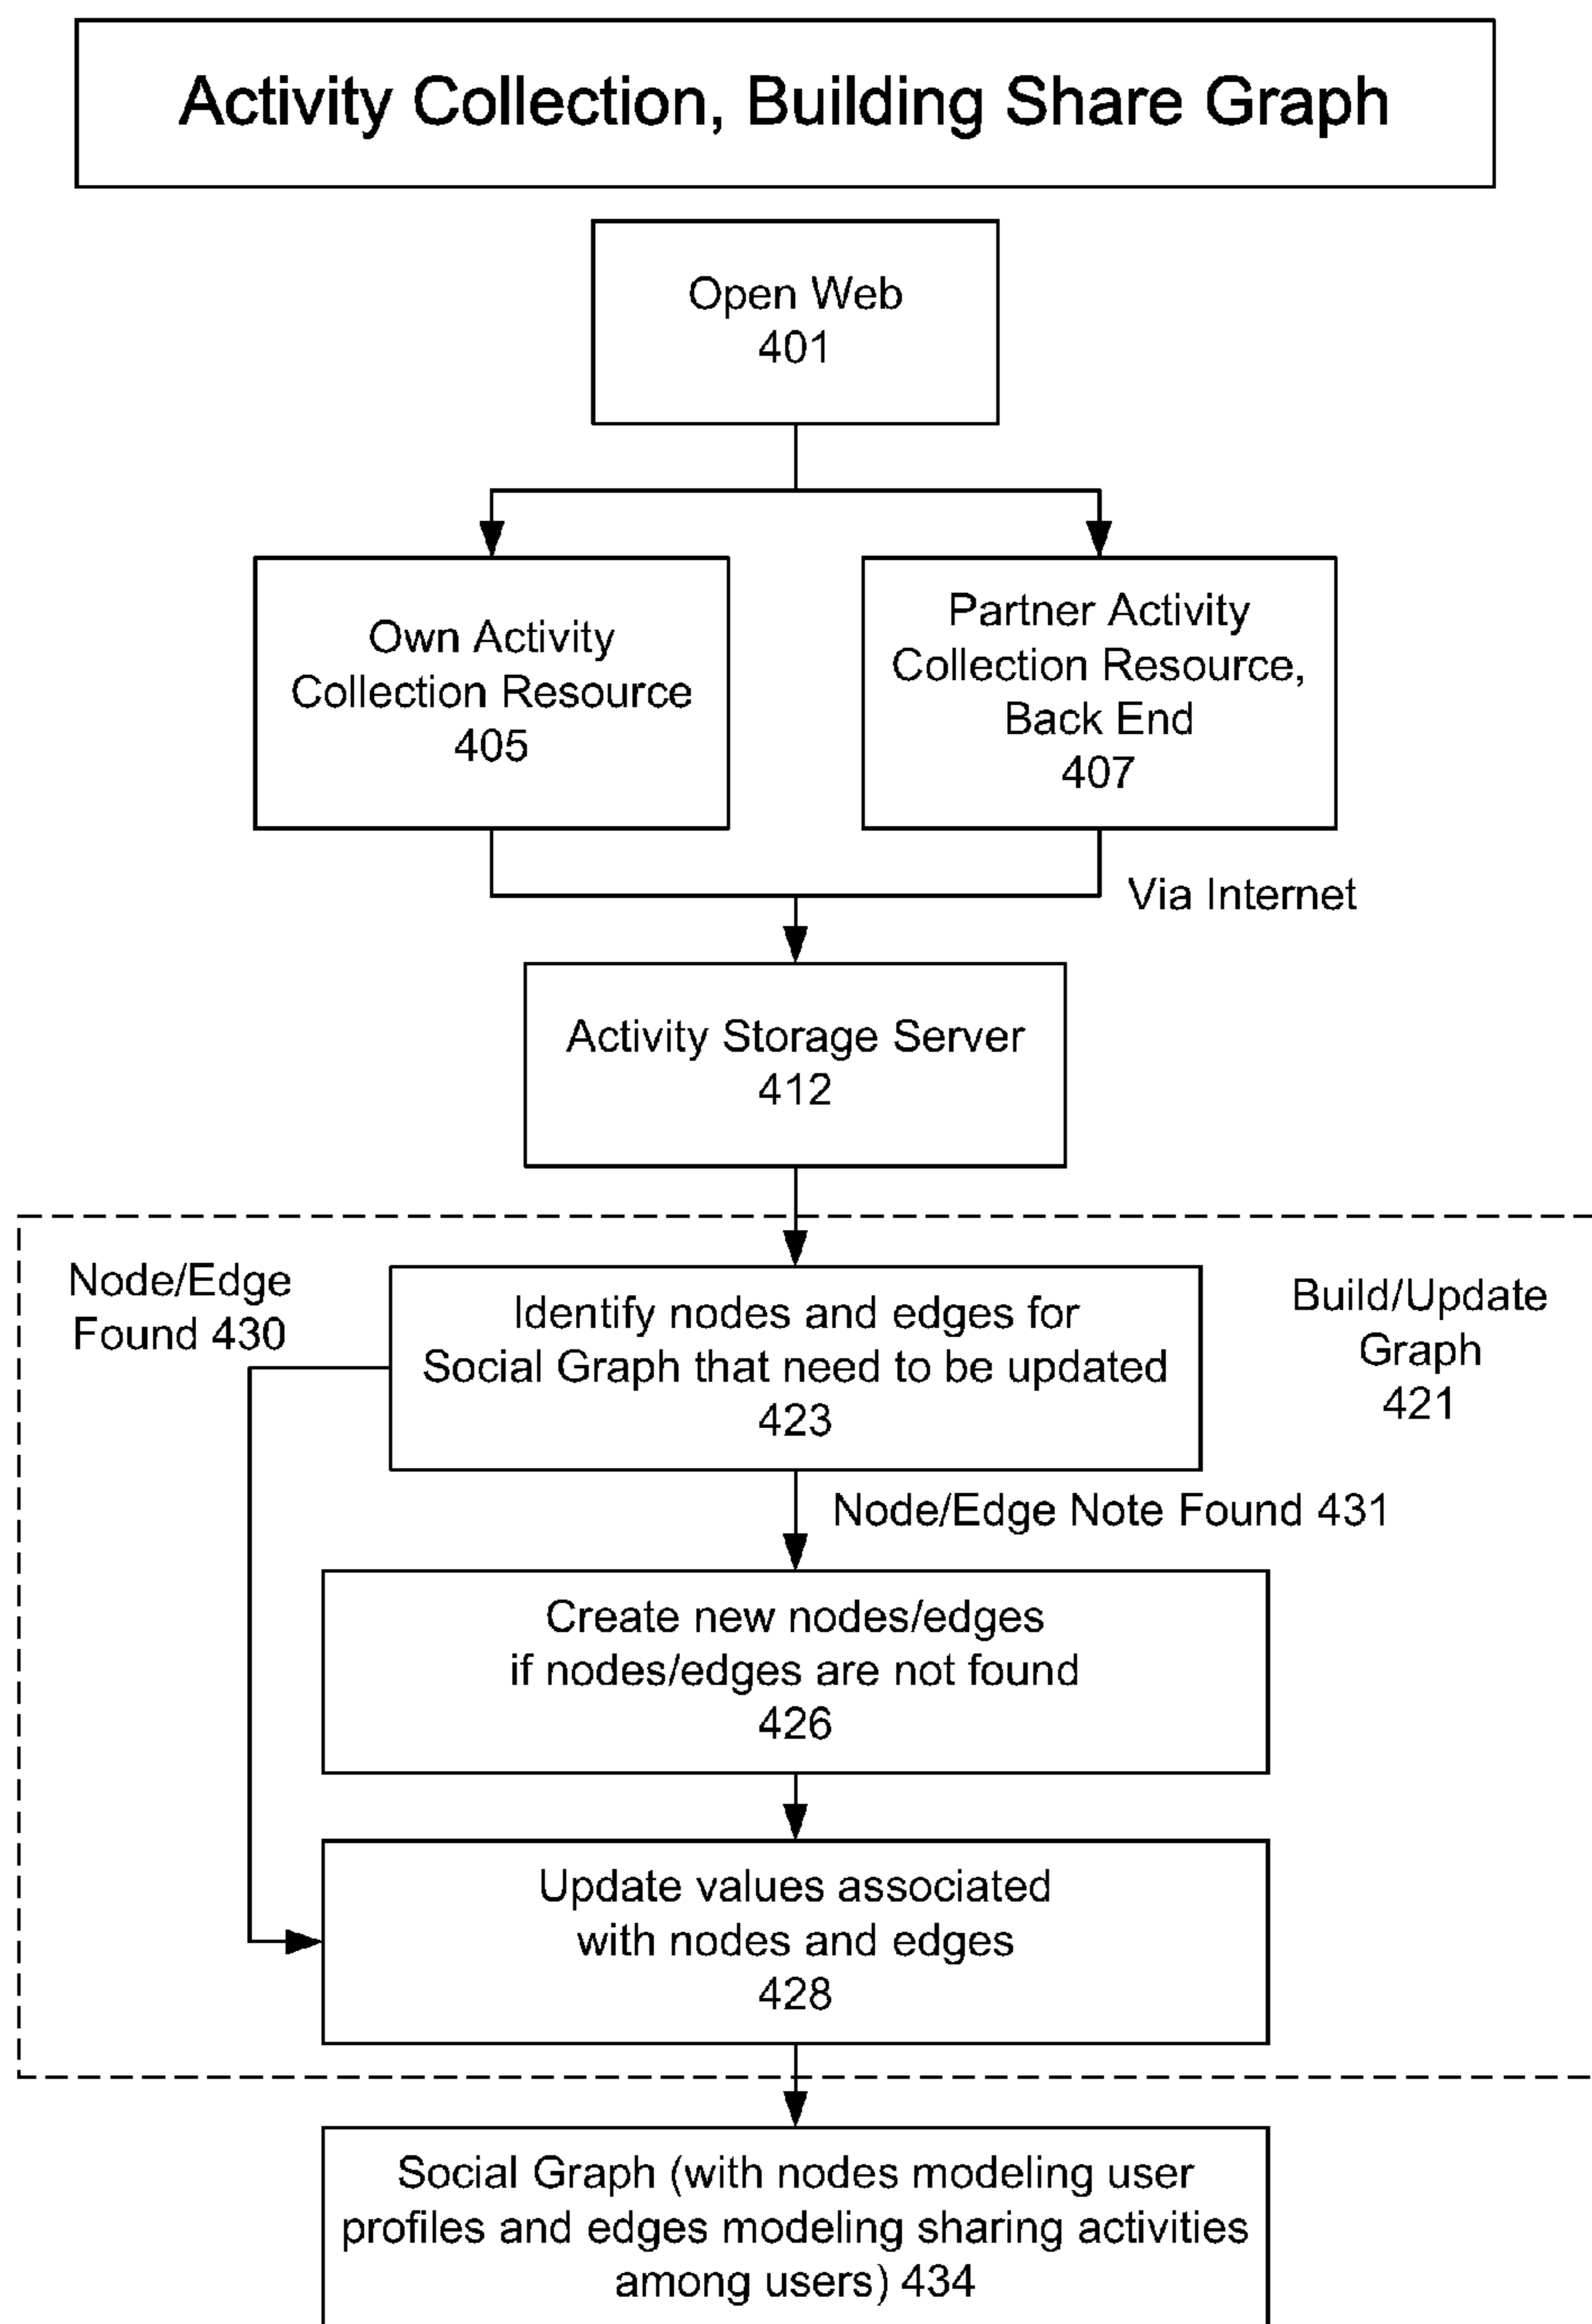 Activity Collection, Building Share Graph
Open Web
401
Own Activity
Collection Resource
405
Partner Activity
Collection Resource,
Back End
407
Via Internet
Activity Storage Server
412
Node/Edge
Found 430
Identify nodes and edges for
Social Graph that need to be updated
423
Build/Update
Graph
421
Node/Edge Note Found 431
Create new nodes/edges
if nodes/edges are not found
426
Update values associated
with nodes and edges
428
Social Graph (with nodes modeling user
profiles and edges modeling sharing activities
among users) 434